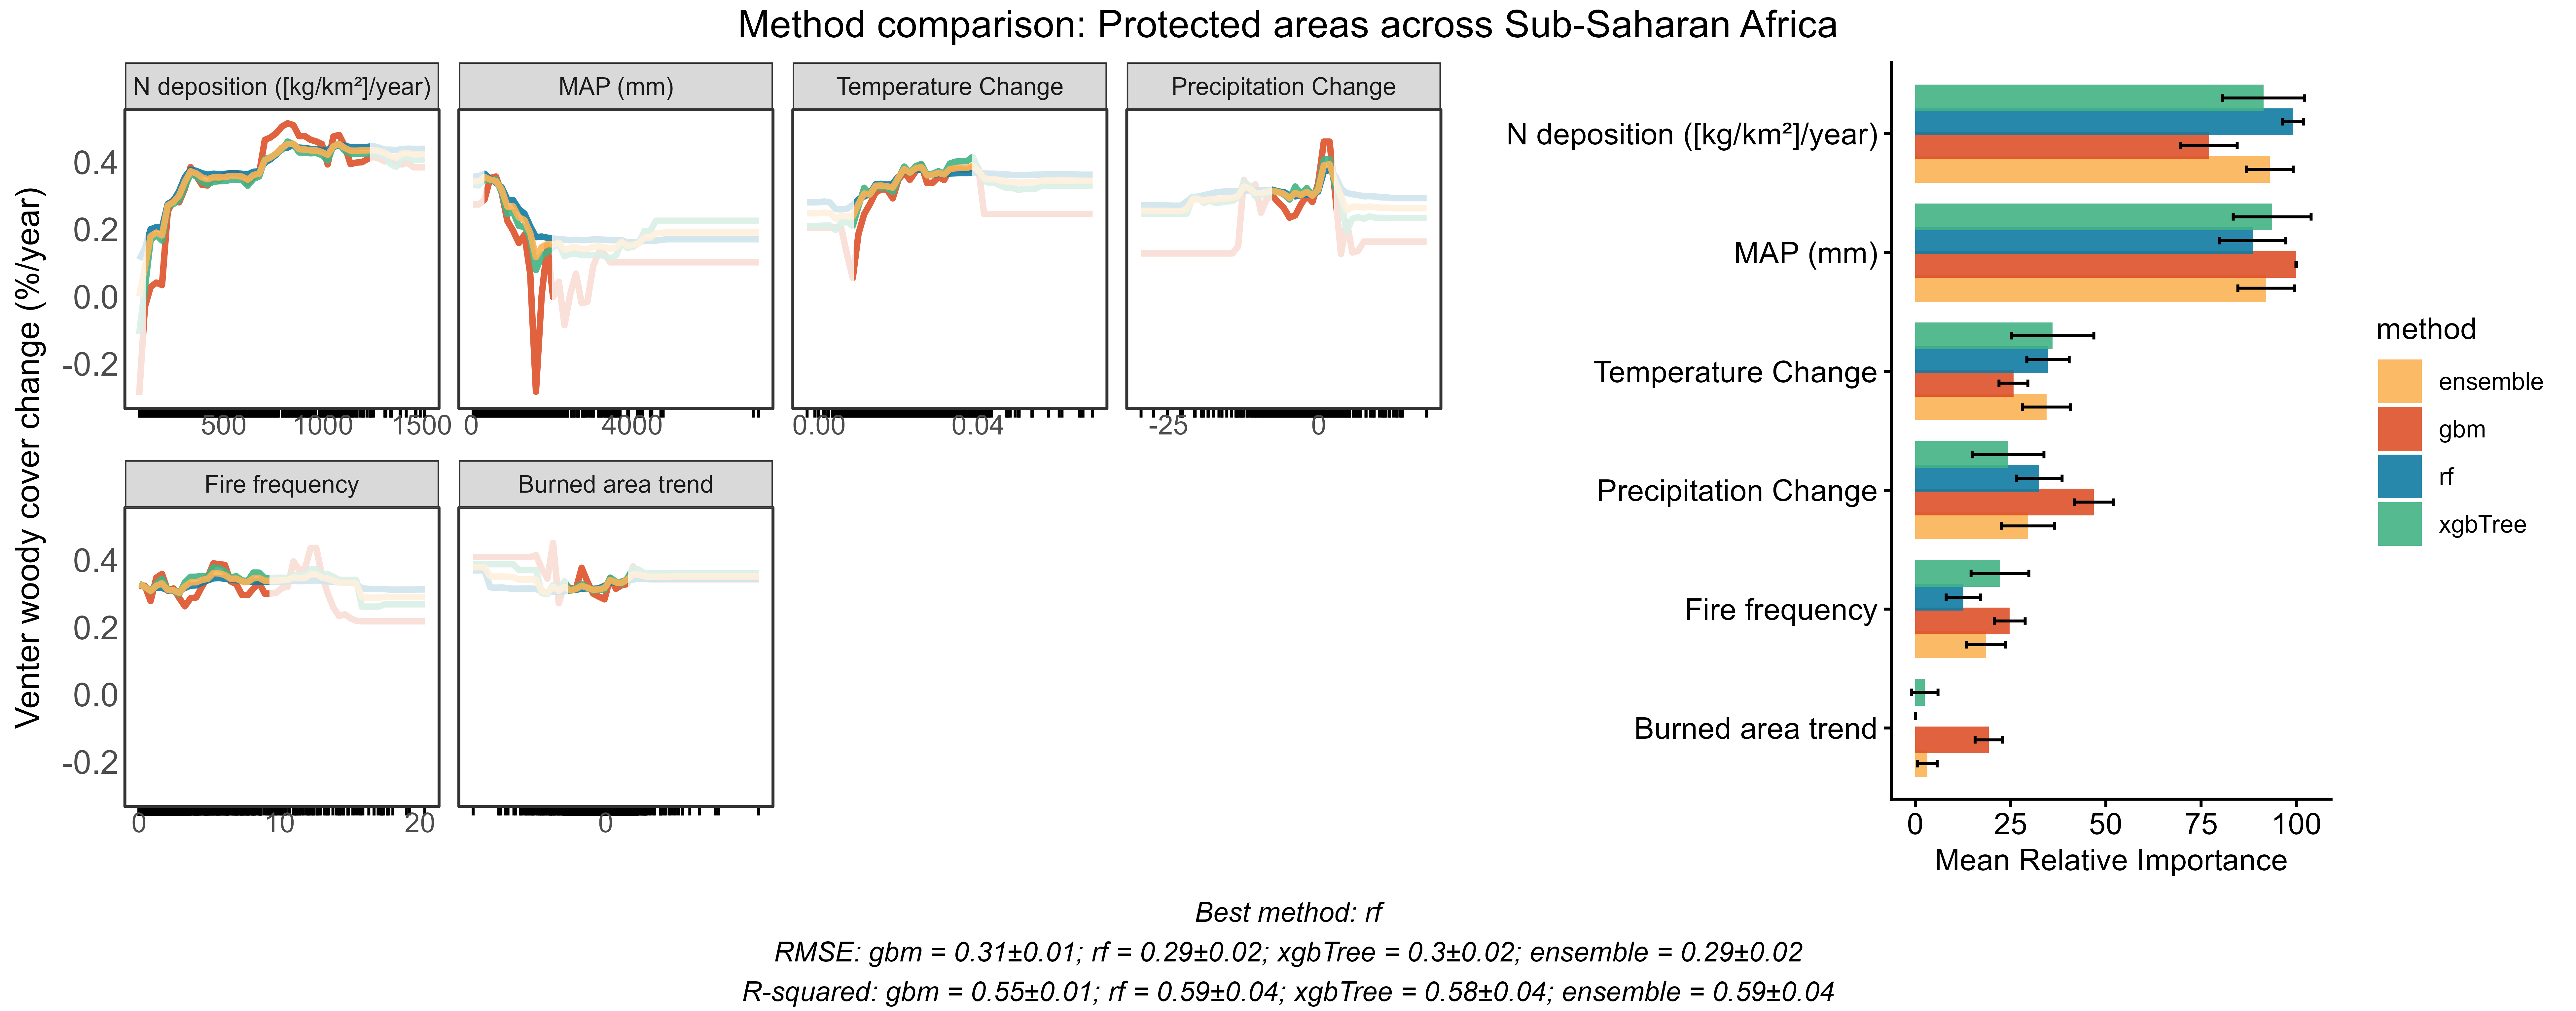 Method comparison: Protected areas across Sub-Saharan Africa
N deposition ([kg/km²]/year)
MAP (mm)
Temperature Change
Precipitation Change
Venter woody cover change (%/year)
0.4
0.2
0.0
-0.2
500 1000 1500
0 4000
0.00 0.04
-25 0
Fire frequency
Burned area trend
0.4
0.2
0.0
-0.2
0 10 20
0
N deposition ([kg/km²]/year)
MAP (mm)
Temperature Change
Precipitation Change
Fire frequency
Burned area trend
0 25 50 75 100
Mean Relative Importance
method
ensemble
gbm
rf
xgbTree
Best method: rf
RMSE: gbm = 0.31±0.01; rf = 0.29±0.02; xgbTree = 0.3±0.02; ensemble = 0.29±0.02
R-squared: gbm = 0.55±0.01; rf = 0.59±0.04; xgbTree = 0.58±0.04; ensemble = 0.59±0.04